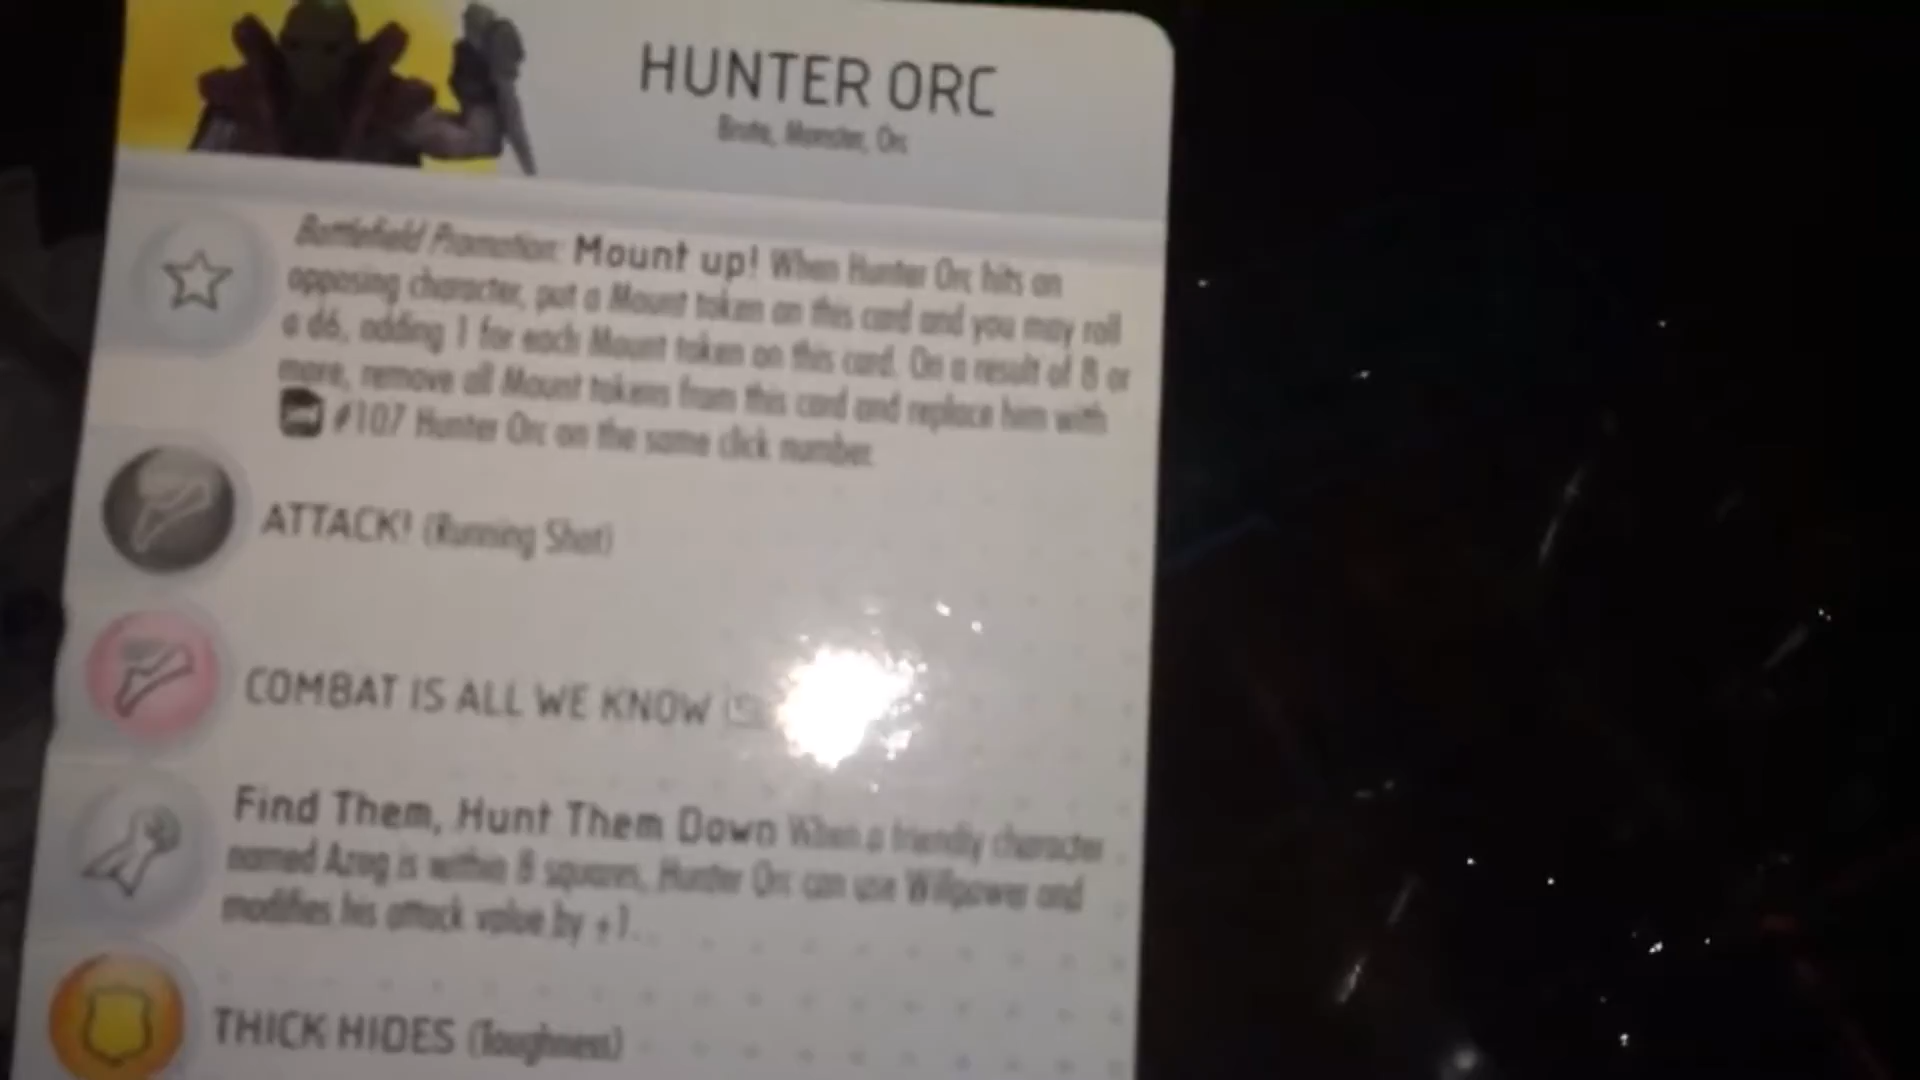 HUNTER ORC
Brute, Monster, Orc
Battlefield Promotion: Mount up! When Hunter Orc hits an
opposing character, put a Mount token on this card and you may roll
a d6, adding 1 for each Mount token on this card. On a result of 8 or
more, remove all Mount tokens from this card and replace him with
#107 Hunter Orc on the same click number.
ATTACK! (Running Shot)
COMBAT IS ALL WE KNOW
Find Them, Hunt Them Down When a friendly character
named Azog is within 8 squares, Hunter Orc can use Willpower and
modifies his attack value by +1.
THICK HIDES (Toughness)